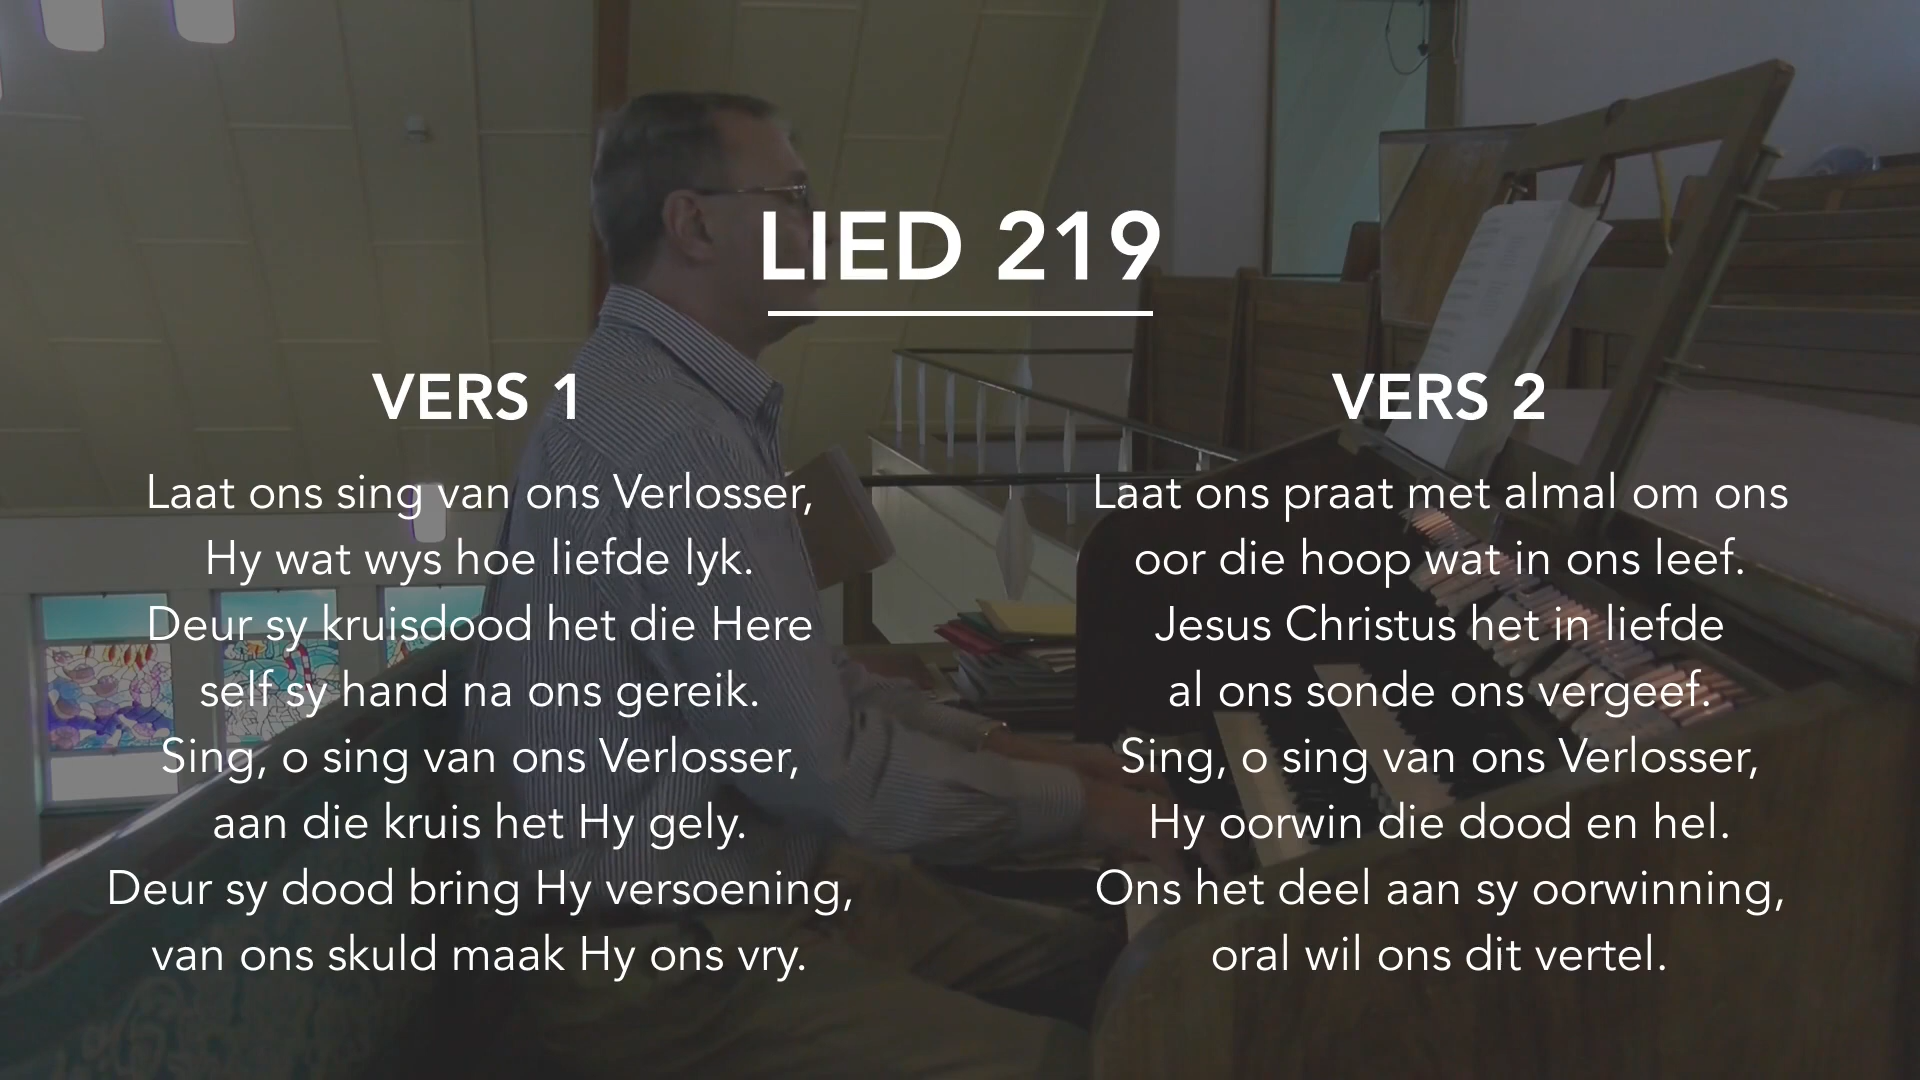 LIED 219
VERS 1
Laat ons sing van ons Verlosser,
Hy wat wys hoe liefde lyk.
Deur sy kruisdood het die Here
self sy hand na ons gereik.
Sing, o sing van ons Verlosser,
aan die kruis het Hy gely.
Deur sy dood bring Hy versoening,
van ons skuld maak Hy ons vry.
VERS 2
Laat ons praat met almal om ons
oor die hoop wat in ons leef.
Jesus Christus het in liefde
al ons sonde ons vergeef.
Sing, o sing van ons Verlosser,
Hy oorwin die dood en hel.
Ons het deel aan sy oorwinning,
oral wil ons dit vertel.